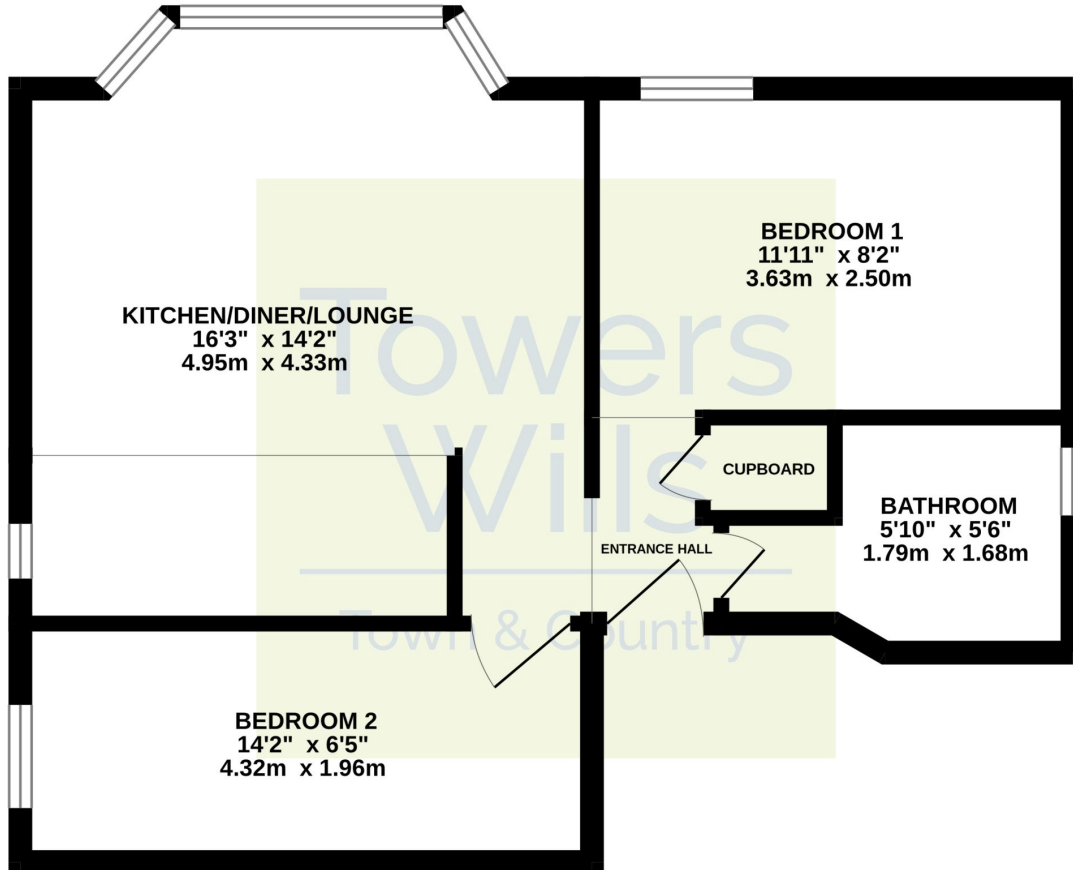 KITCHEN/DINER/LOUNGE
16'3" x 14'2"
4.95m x 4.33m
BEDROOM 1
11'11" x 8'2"
3.63m x 2.50m
Towers
Wills
Town & Country
CUPBOARD
ENTRANCE HALL
BATHROOM
5'10" x 5'6"
1.79m x 1.68m
BEDROOM 2
14'2" x 6'5"
4.32m x 1.96m